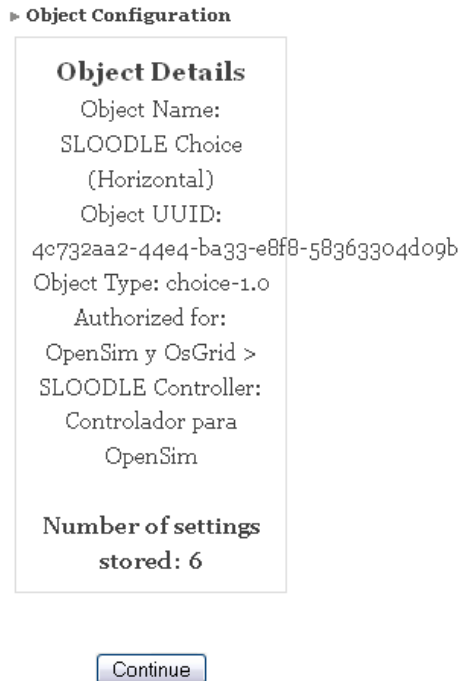 Object Configuration
Object Details
Object Name:
SLOODLE Choice
(Horizontal)
Object UUID:
4c732aa2-44e4-ba33-e8f8-58363304d09b
Object Type: choice-1.0
Authorized for:
OpenSim y OsGrid >
SLOODLE Controller:
Controlador para
OpenSim
Number of settings
stored: 6
Continue